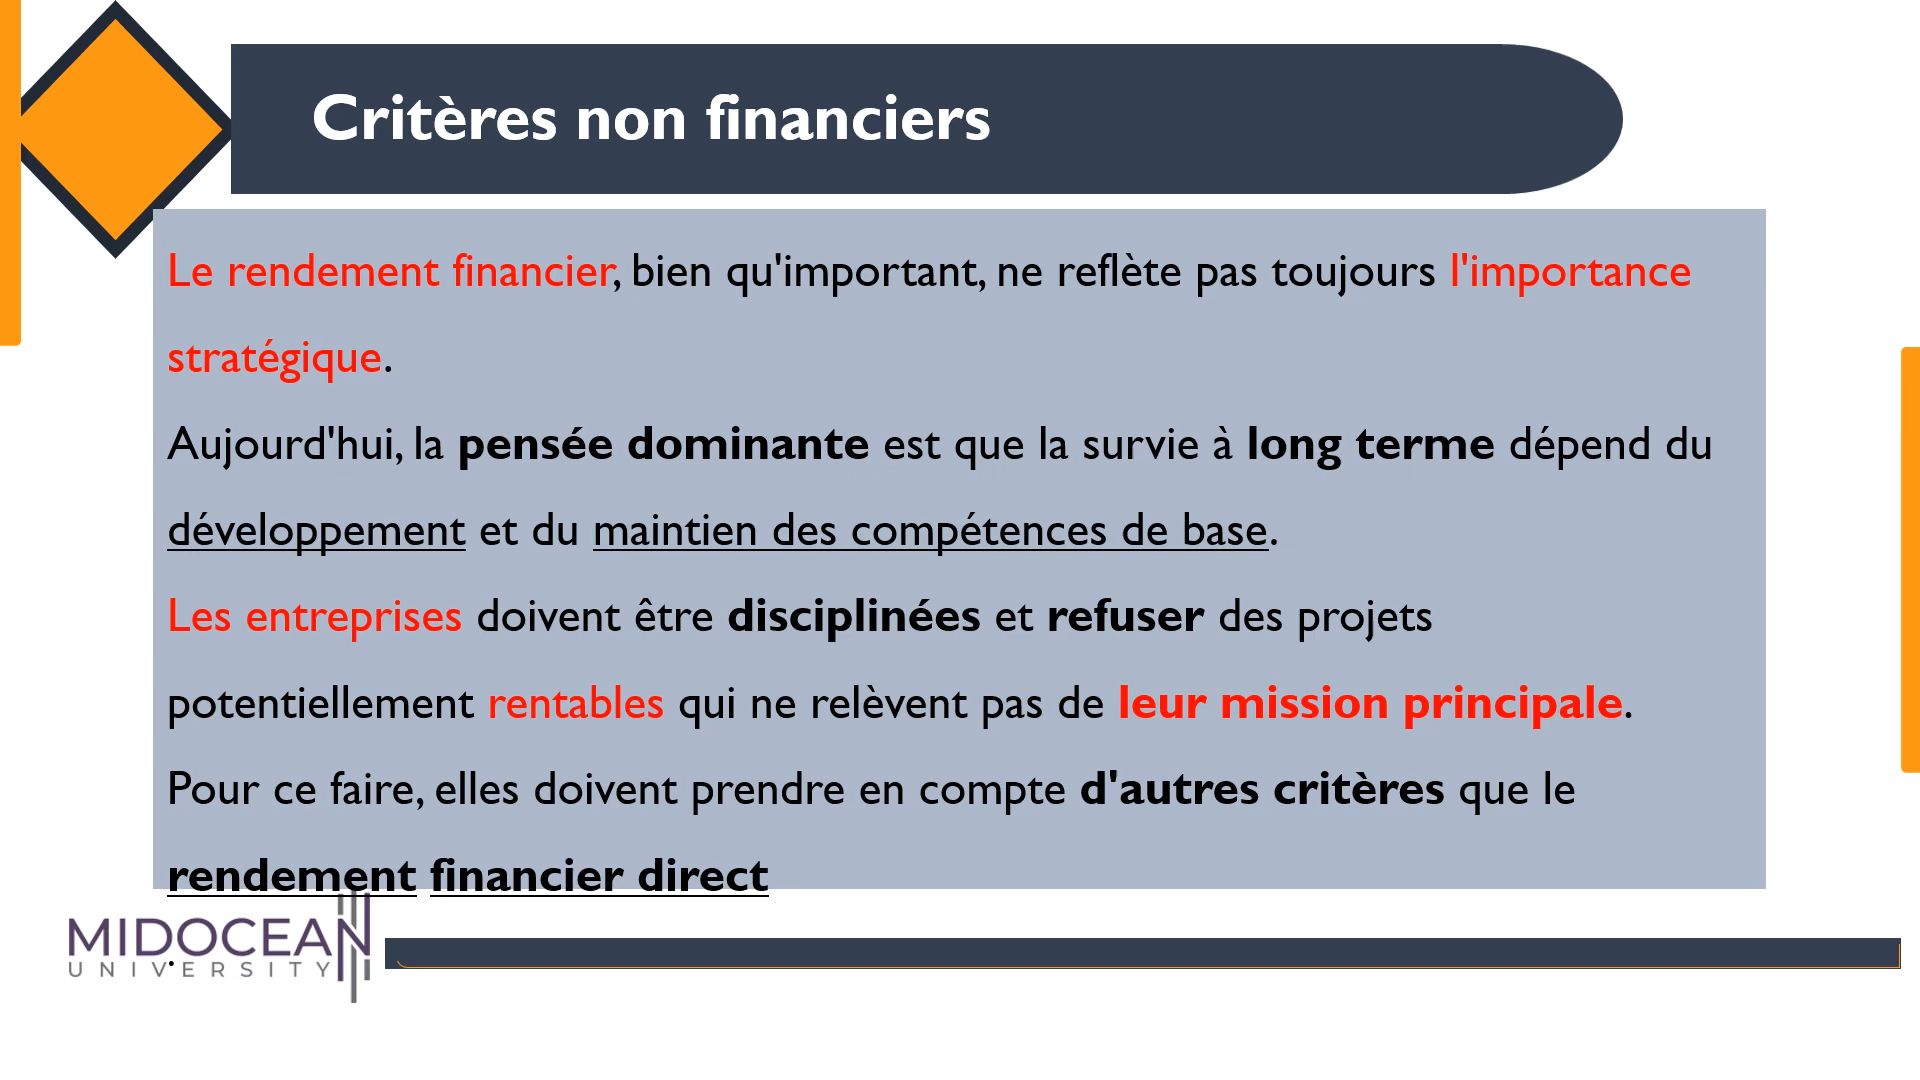 Critères non financiers
Le rendement financier, bien qu'important, ne reflète pas toujours l'importance
stratégique.
Aujourd'hui, la pensée dominante est que la survie à long terme dépend du
développement et du maintien des compétences de base.
Les entreprises doivent être disciplinées et refuser des projets
potentiellement rentables qui ne relèvent pas de leur mission principale.
Pour ce faire, elles doivent prendre en compte d'autres critères que le
rendement financier direct
.
MIDOCEAN
UNIVERSITY